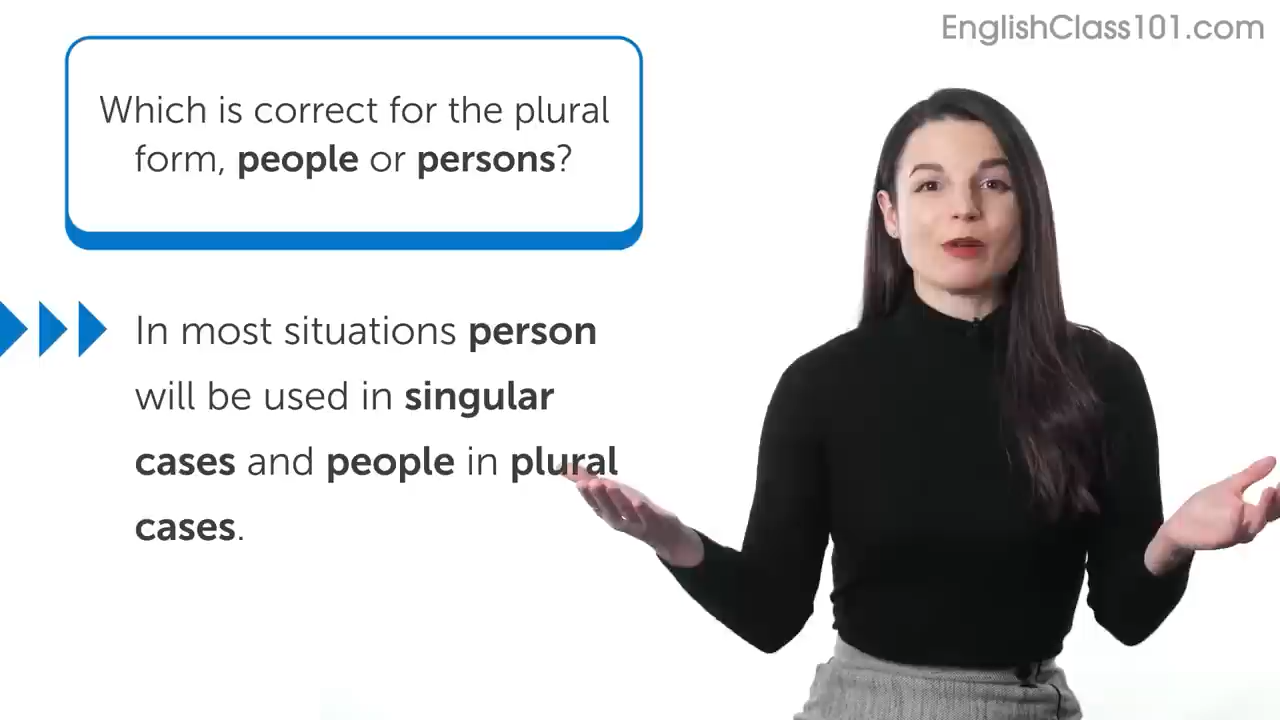 EnglishClass101.com
Which is correct for the plural
form, people or persons?
In most situations person
will be used in singular
cases and people in plural
cases.